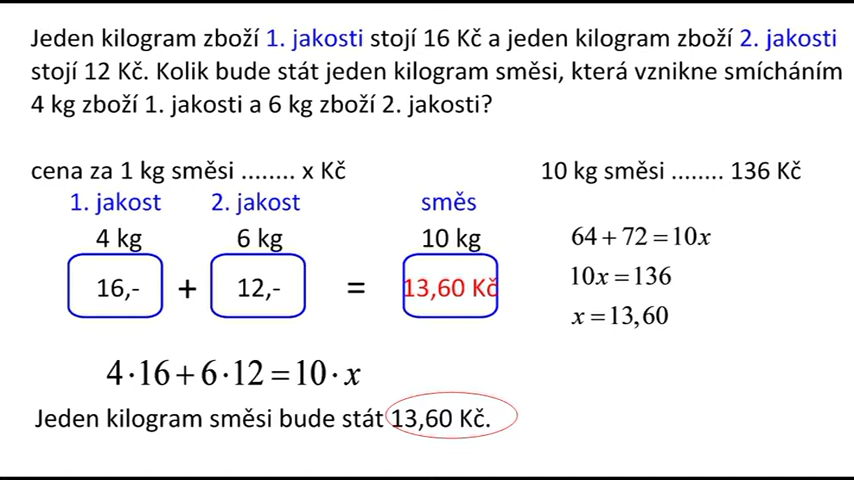 Jeden kilogram zboží 1. jakosti stojí 16 Kč a jeden kilogram zboží 2. jakosti
stojí 12 Kč. Kolik bude stát jeden kilogram směsi, která vznikne smícháním
4 kg zboží 1. jakosti a 6 kg zboží 2. jakosti?
cena za 1 kg směsi ........ x Kč
10 kg směsi ........ 136 Kč
1. jakost 2. jakost směs
4 kg 6 kg 10 kg
16,- + 12,- = 13,60 Kč
64 + 72 = 10x
10x = 136
x = 13,60
4·16 + 6·12 = 10·x
Jeden kilogram směsi bude stát 13,60 Kč.